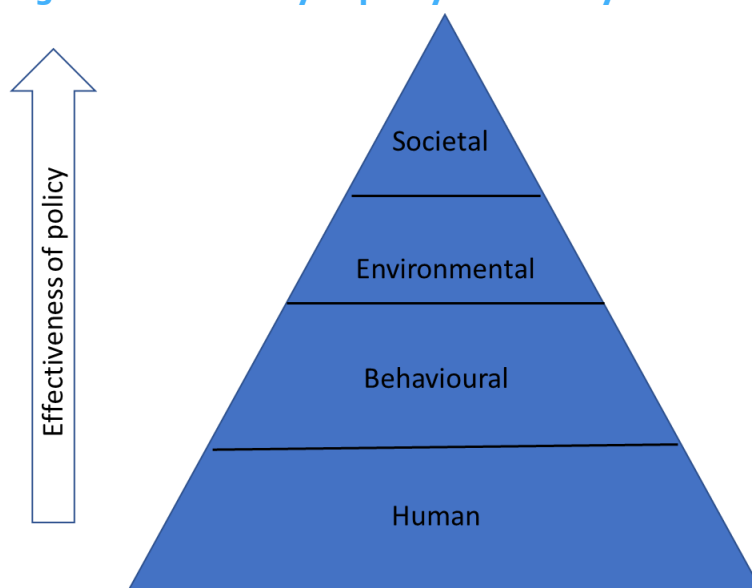 Societal
Environmental
Behavioural
Human
Effectiveness of policy